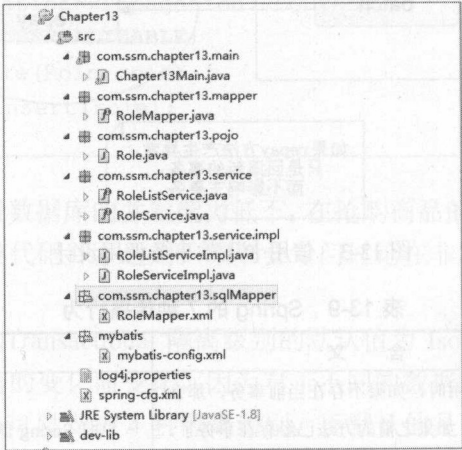 Chapter13
src
com.ssm.chapter13.main
Chapter13Main.java
com.ssm.chapter13.mapper
RoleMapper.java
com.ssm.chapter13.pojo
Role.java
com.ssm.chapter13.service
RoleListService.java
RoleService.java
com.ssm.chapter13.service.impl
RoleListServiceImpl.java
RoleServiceImpl.java
com.ssm.chapter13.sqlMapper
RoleMapper.xml
mybatis
mybatis-config.xml
log4j.properties
spring-cfg.xml
JRE System Library [JavaSE-1.8]
dev-lib